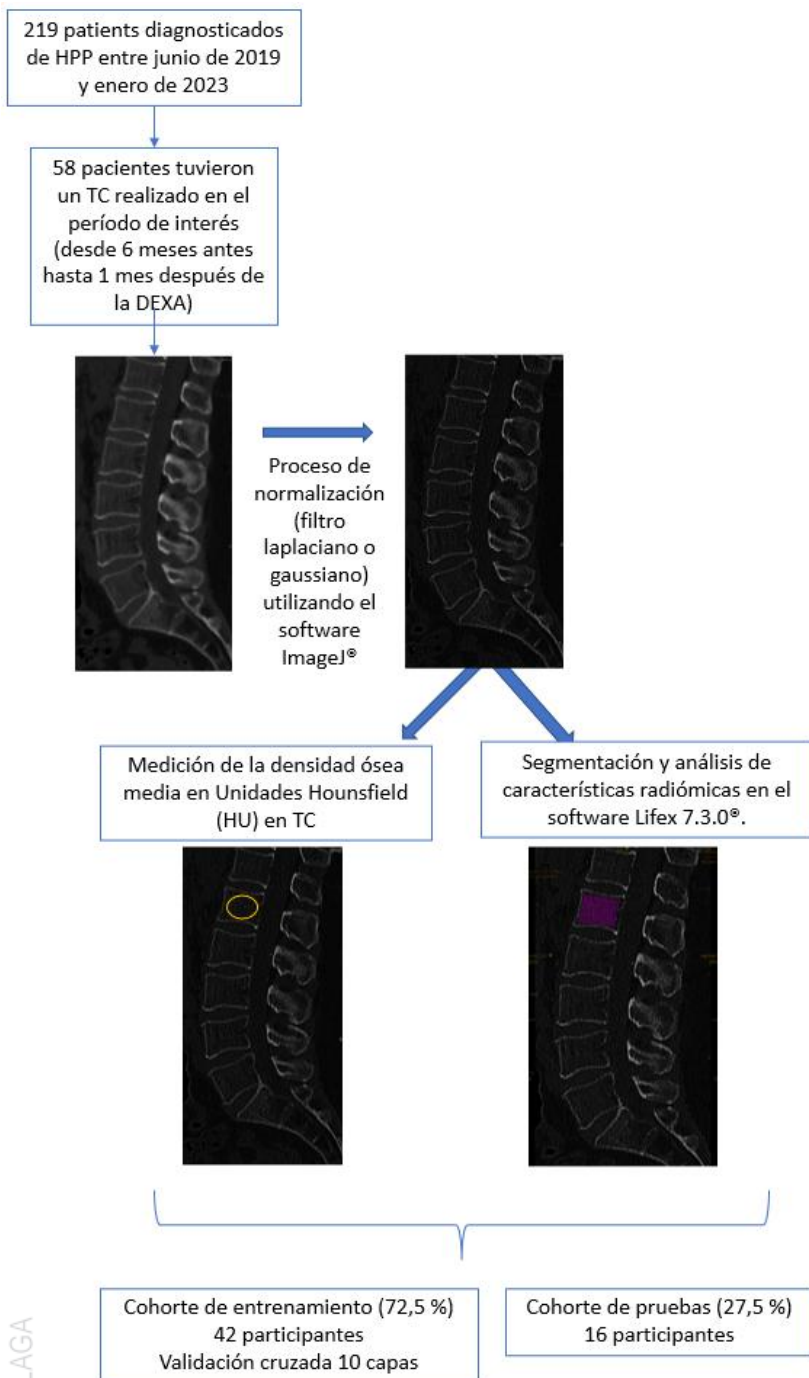 219 patients diagnosticados
de HPP entre junio de 2019
y enero de 2023
58 pacientes tuvieron
un TC realizado en el
período de interés
(desde 6 meses antes
hasta 1 mes después de
la DEXA)
Proceso de
normalización
(filtro
laplaciano o
gaussiano)
utilizando el
software
ImageJ®
Medición de la densidad ósea
media en Unidades Hounsfield
(HU) en TC
Segmentación y análisis de
características radiómicas en el
software Lifex 7.3.0®.
Cohorte de entrenamiento (72,5 %)
42 participantes
Validación cruzada 10 capas
Cohorte de pruebas (27,5 %)
16 participantes
LAGA